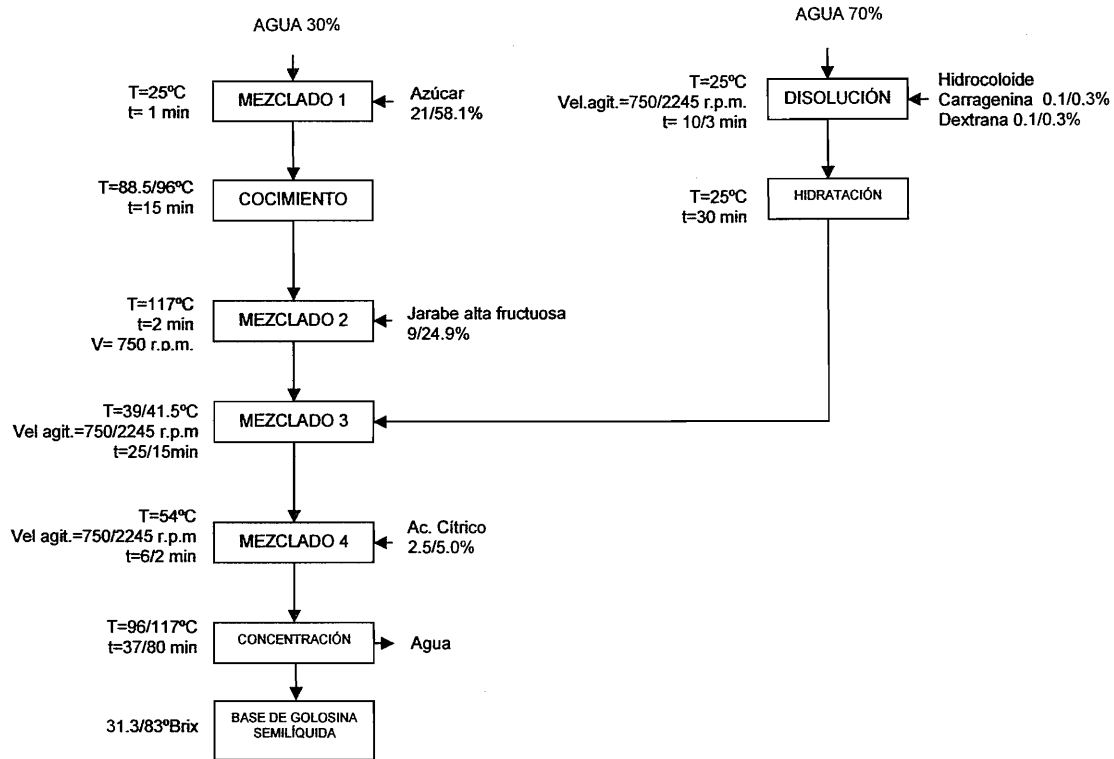 AGUA 30%
AGUA 70%
T=25ºC
t= 1 min
MEZCLADO 1
Azúcar
21/58.1%
T=25ºC
Vel.agit.=750/2245 r.p.m.
t= 10/3 min
DISOLUCIÓN
Hidrocoloide
Carragenina 0.1/0.3%
Dextrana 0.1/0.3%
T=88.5/96ºC
t=15 min
COCIMIENTO
T=25ºC
t=30 min
HIDRATACIÓN
T=117ºC
t=2 min
V= 750 r.p.m.
MEZCLADO 2
Jarabe alta fructuosa
9/24.9%
T=39/41.5ºC
Vel agit.=750/2245 r.p.m
t=25/15min
MEZCLADO 3
T=54ºC
Vel agit.=750/2245 r.p.m
t=6/2 min
MEZCLADO 4
Ac. Cítrico
2.5/5.0%
T=96/117ºC
t=37/80 min
CONCENTRACIÓN
Agua
31.3/83ºBrix
BASE DE GOLOSINA
SEMILÍQUIDA